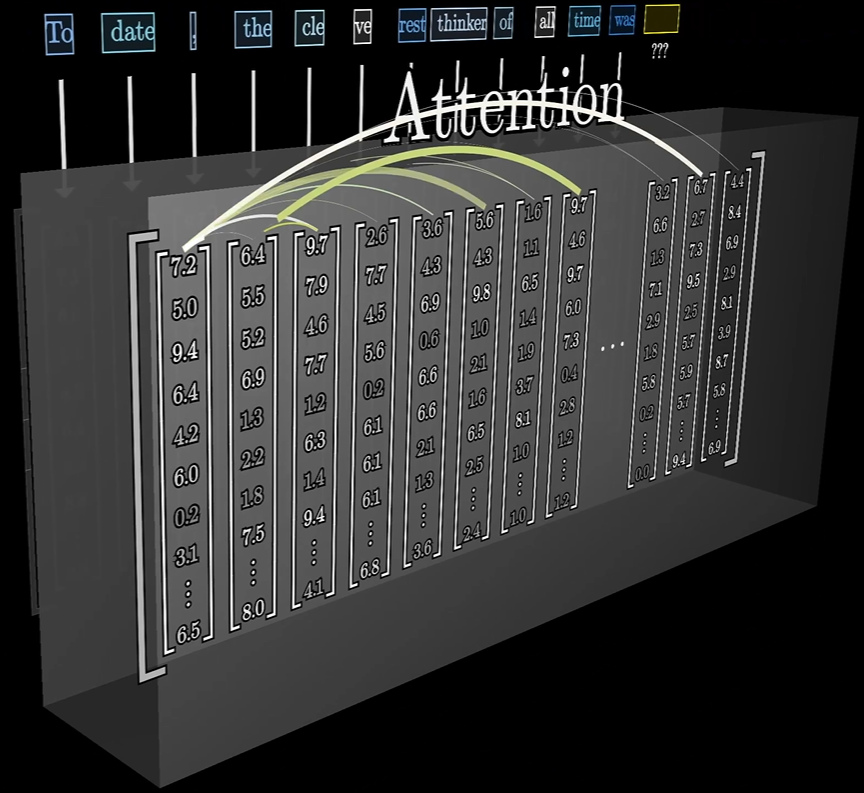 To date , the cle ve rest thinker of all time was
???
Attention
7.2 6.4 9.7 2.6 3.6 5.6 1.6 9.7 3.2 6.7 4.4
5.0 5.5 7.9 7.7 4.3 4.3 1.1 4.6 6.6 2.7 8.4
9.4 5.2 4.6 4.5 6.9 9.8 6.5 9.7 1.3 7.3 6.9
6.4 6.9 7.7 5.6 0.6 1.0 1.4 6.0 ... 7.1 9.5 2.9
4.2 1.3 1.2 0.2 6.6 2.1 1.9 7.3 2.9 2.5 8.1
6.0 2.2 6.3 6.1 6.6 1.6 3.7 0.4 1.8 5.7 3.9
0.2 1.8 1.4 6.1 2.1 6.5 8.1 2.8 5.8 5.9 8.7
3.1 7.5 9.4 6.1 1.3 2.5 1.0 1.2 0.2 5.7 5.8
⋮ ⋮ ⋮ ⋮ ⋮ ⋮ ⋮ ⋮ ⋮ ⋮ ⋮
6.5 8.0 4.1 6.8 3.6 2.4 1.0 1.2 0.0 9.4 6.9